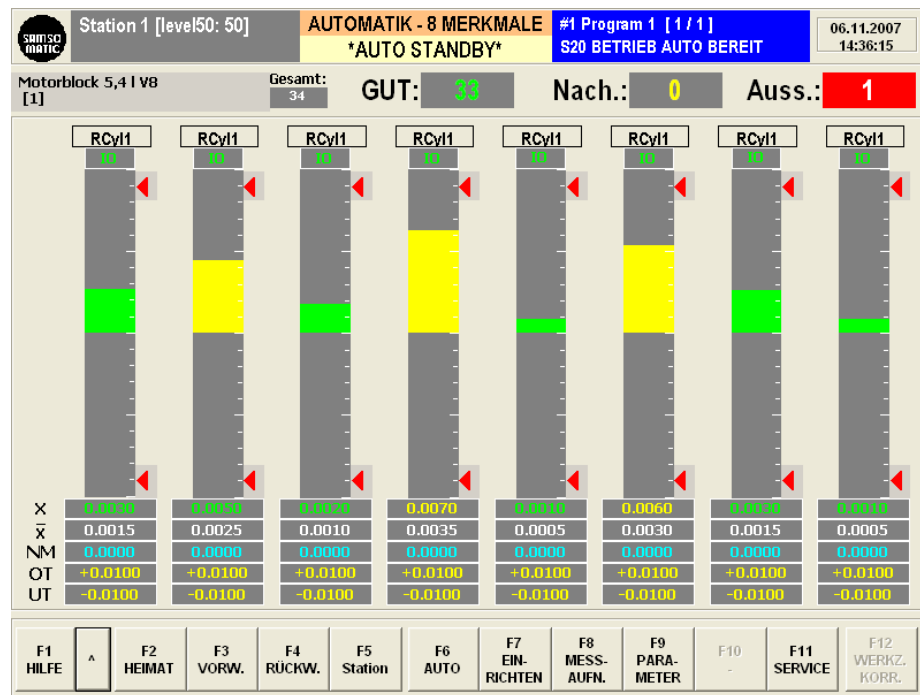 SAMSO
MATIC
Station 1 [level50: 50]
AUTOMATIK - 8 MERKMALE
*AUTO STANDBY*
#1 Program 1 [ 1 / 1 ]
S20 BETRIEB AUTO BEREIT
06.11.2007
14:36:15
Motorblock 5,4 l V8
[1]
Gesamt:
34
GUT: 33
Nach.: 0
Auss.: 1
RCyl1 RCyl1 RCyl1 RCyl1 RCyl1 RCyl1 RCyl1 RCyl1
IO IO IO IO IO IO IO IO
X 0.0030 0.0050 0.0020 0.0070 0.0010 0.0060 0.0030 0.0010
x̅ 0.0015 0.0025 0.0010 0.0035 0.0005 0.0030 0.0015 0.0005
NM 0.0000 0.0000 0.0000 0.0000 0.0000 0.0000 0.0000 0.0000
OT +0.0100 +0.0100 +0.0100 +0.0100 +0.0100 +0.0100 +0.0100 +0.0100
UT -0.0100 -0.0100 -0.0100 -0.0100 -0.0100 -0.0100 -0.0100 -0.0100
F1
HILFE
^
F2
HEIMAT
F3
VORW.
F4
RÜCKW.
F5
Station
F6
AUTO
F7
EIN-
RICHTEN
F8
MESS-
AUFN.
F9
PARA-
METER
F10
-
F11
SERVICE
F12
WERKZ.
KORR.